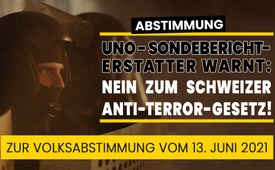 ABSTIMMUNG
UNO-SONDEBERICHT-
ERSTATTER WARNT:
NEIN ZUM SCHWEIZER
ANTI-TERROR-GESETZ!
ZUR VOLKSABSTIMMUNG VOM 13. JUNI 2021